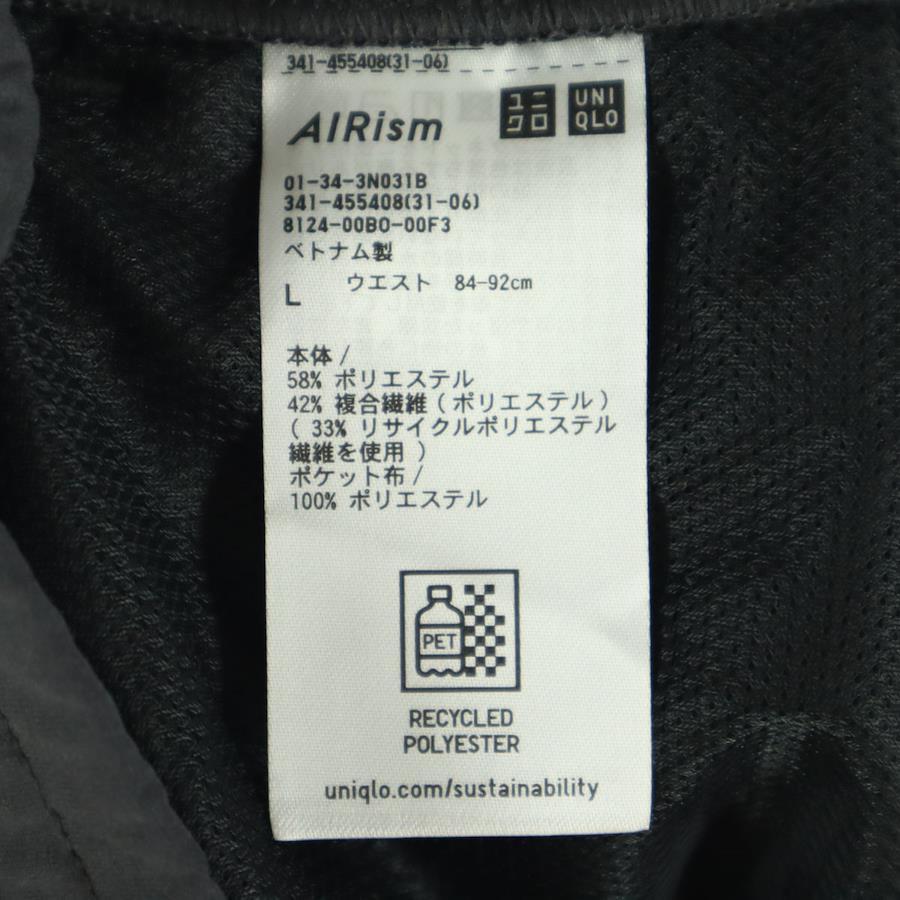 341-455408(31-06)
AIRism
ユニ
クロ
UNI
QLO
01-34-3N031B
341-455408(31-06)
8124-00B0-00F3
ベトナム製
L ウエスト 84-92cm
本体 /
58% ポリエステル
42% 複合繊維 ( ポリエステル )
( 33% リサイクルポリエステル
繊維を使用 )
ポケット布 /
100% ポリエステル
PET
RECYCLED
POLYESTER
uniqlo.com/sustainability